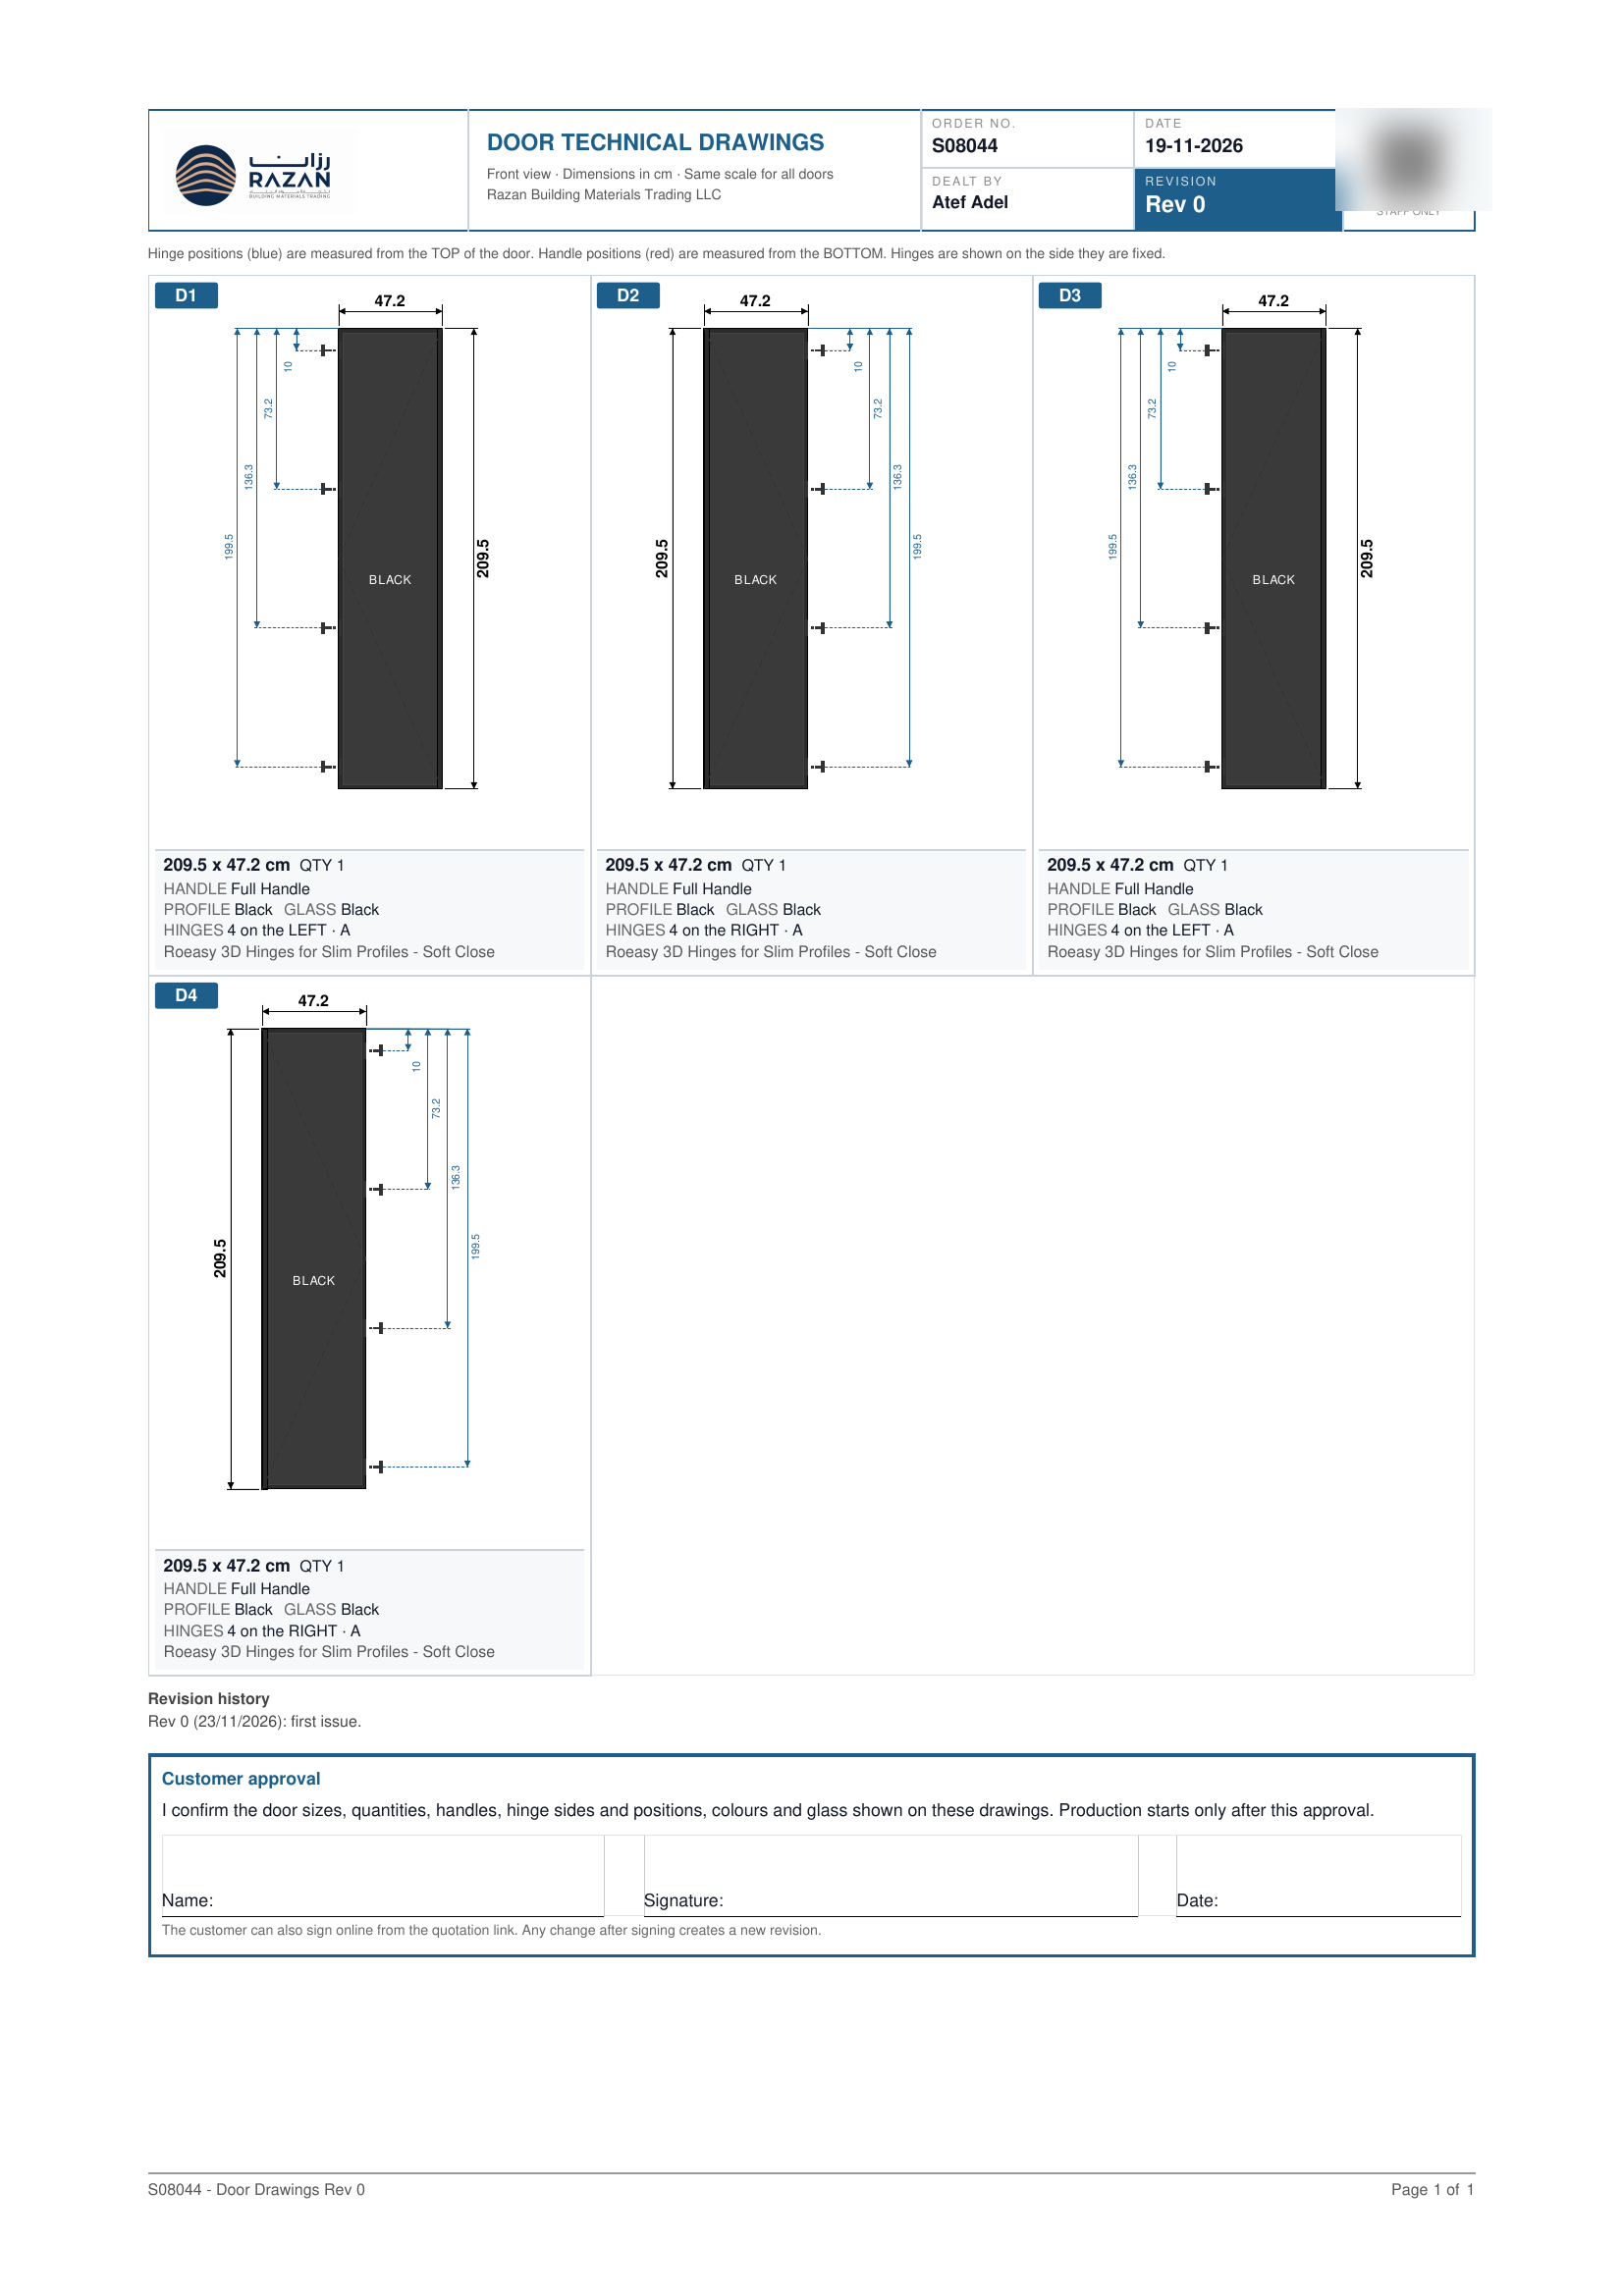 رزان
RAZAN
BUILDING MATERIALS TRADING
DOOR TECHNICAL DRAWINGS
Front view · Dimensions in cm · Same scale for all doors
Razan Building Materials Trading LLC
ORDER NO.
S08044
DATE
19-11-2026
DEALT BY
Atef Adel
REVISION
Rev 0
STAFF ONLY
Hinge positions (blue) are measured from the TOP of the door. Handle positions (red) are measured from the BOTTOM. Hinges are shown on the side they are fixed.
D1
47.2
10
73.2
136.3
199.5
209.5
BLACK
209.5 x 47.2 cm QTY 1
HANDLE Full Handle
PROFILE Black GLASS Black
HINGES 4 on the LEFT · A
Roeasy 3D Hinges for Slim Profiles - Soft Close
D2
47.2
10
73.2
136.3
199.5
209.5
BLACK
209.5 x 47.2 cm QTY 1
HANDLE Full Handle
PROFILE Black GLASS Black
HINGES 4 on the RIGHT · A
Roeasy 3D Hinges for Slim Profiles - Soft Close
D3
47.2
10
73.2
136.3
199.5
209.5
BLACK
209.5 x 47.2 cm QTY 1
HANDLE Full Handle
PROFILE Black GLASS Black
HINGES 4 on the LEFT · A
Roeasy 3D Hinges for Slim Profiles - Soft Close
D4
47.2
10
73.2
136.3
199.5
209.5
BLACK
209.5 x 47.2 cm QTY 1
HANDLE Full Handle
PROFILE Black GLASS Black
HINGES 4 on the RIGHT · A
Roeasy 3D Hinges for Slim Profiles - Soft Close
Revision history
Rev 0 (23/11/2026): first issue.
Customer approval
I confirm the door sizes, quantities, handles, hinge sides and positions, colours and glass shown on these drawings. Production starts only after this approval.
Name:
Signature:
Date:
The customer can also sign online from the quotation link. Any change after signing creates a new revision.
S08044 - Door Drawings Rev 0
Page 1 of 1